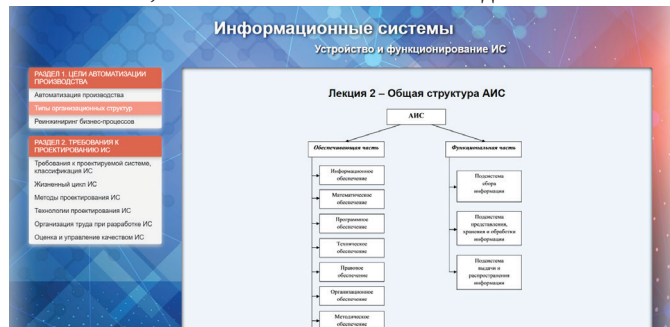 Информационные системы
Устройство и функционирование ИС
РАЗДЕЛ 1. ЦЕЛИ АВТОМАТИЗАЦИИ
ПРОИЗВОДСТВА
Автоматизация производства
Типы организационных структур
Реинжиниринг бизнес-процессов
РАЗДЕЛ 2. ТРЕБОВАНИЯ К
ПРОЕКТИРОВАНИЮ ИС
Требования к проектируемой системе,
классификация ИС
Жизненный цикл ИС
Методы проектирования ИС
Технологии проектирования ИС
Организация труда при разработке ИС
Оценка и управление качеством ИС
Лекция 2 – Общая структура АИС
АИС
Обеспечивающая часть
Информационное
обеспечение
Математическое
обеспечение
Программное
обеспечение
Техническое
обеспечение
Правовое
обеспечение
Организационное
обеспечение
Методическое
обеспечение
Функциональная часть
Подсистема
сбора
информации
Подсистема
представления,
хранения и обработки
информации
Подсистема
выдачи и
распространения
информации